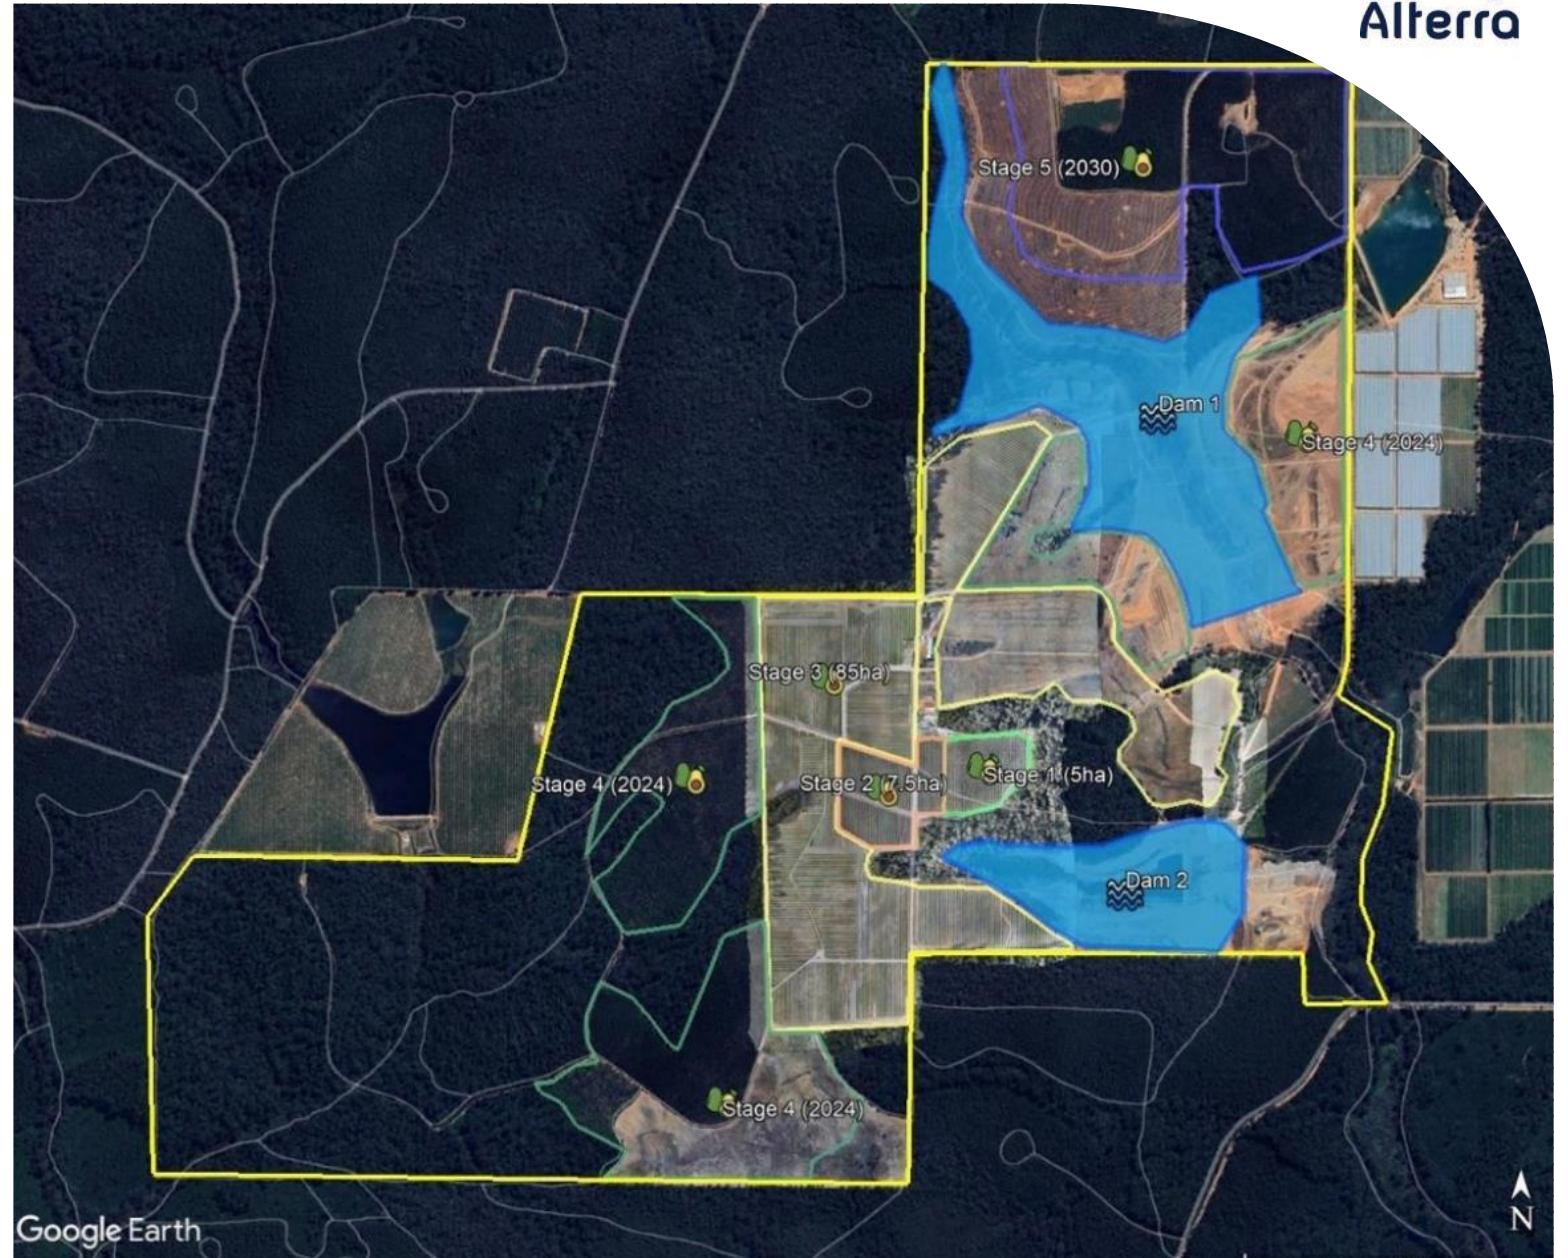 Alterra
Stage 5 (2030)
Dam 1
Stage 4 (2024)
Stage 3 (85ha)
Stage 4 (2024)
Stage 2 (7.5ha)
Stage 1 (5ha)
Dam 2
Stage 4 (2024)
Google Earth
N